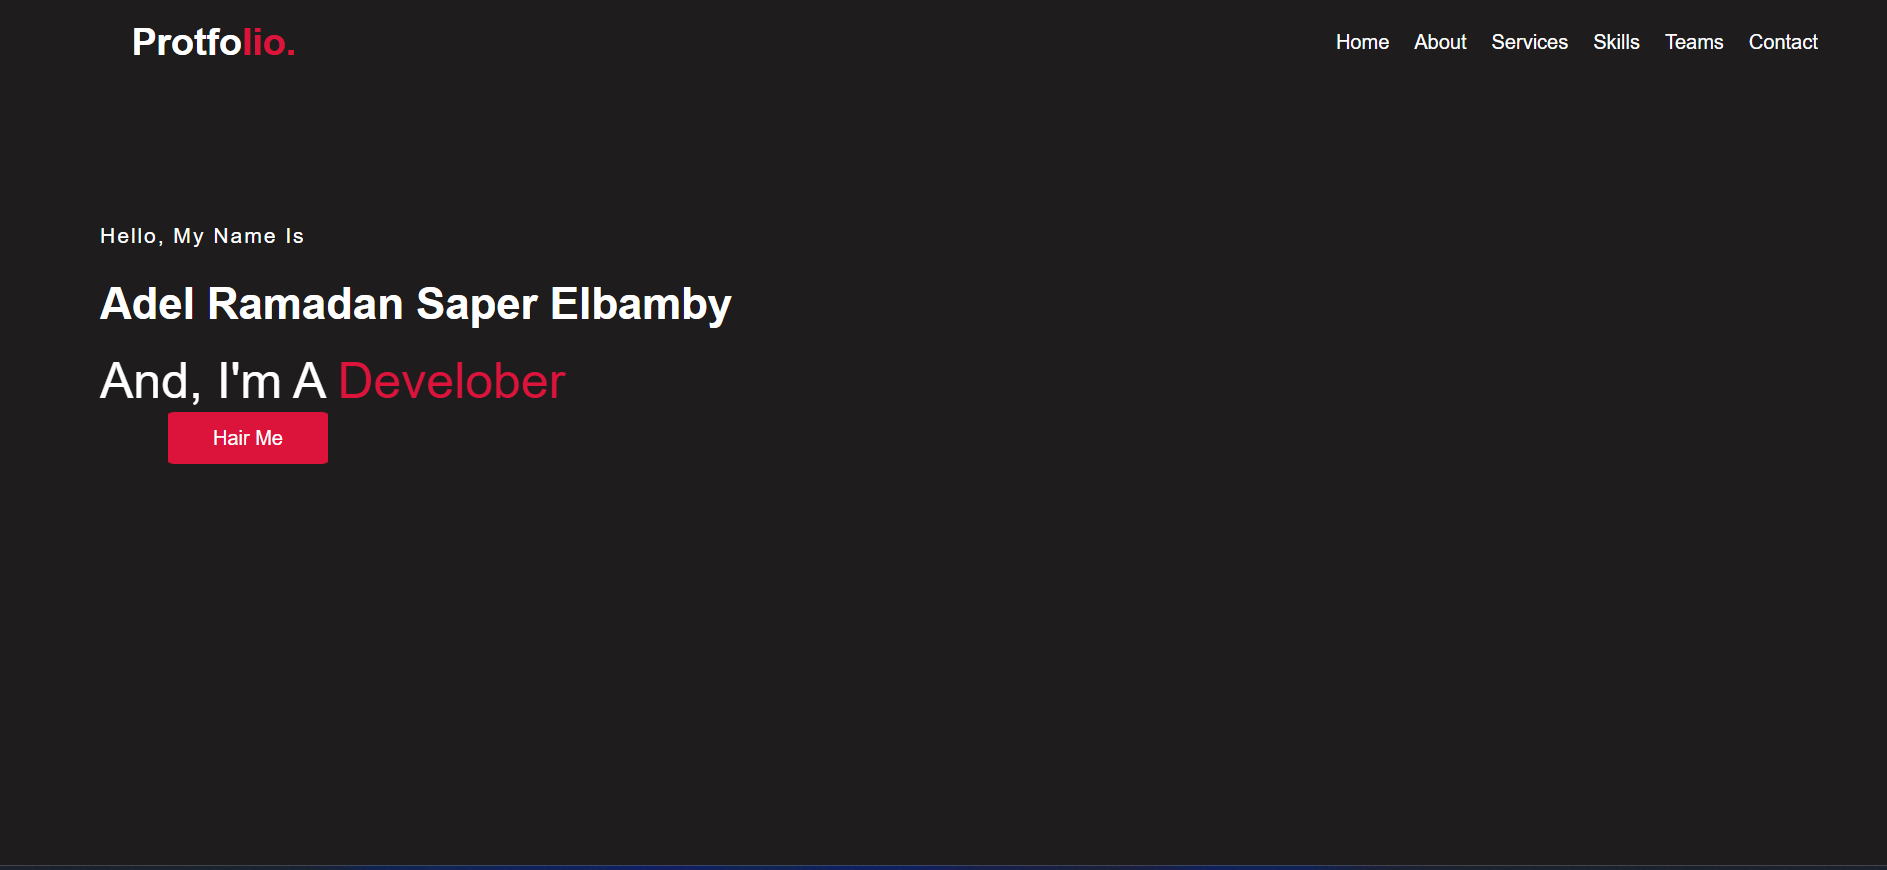 Protfolio. Home About Services Skills Teams Contact
Hello, My Name Is
Adel Ramadan Saper Elbamby
And, I'm A Develober
Hair Me